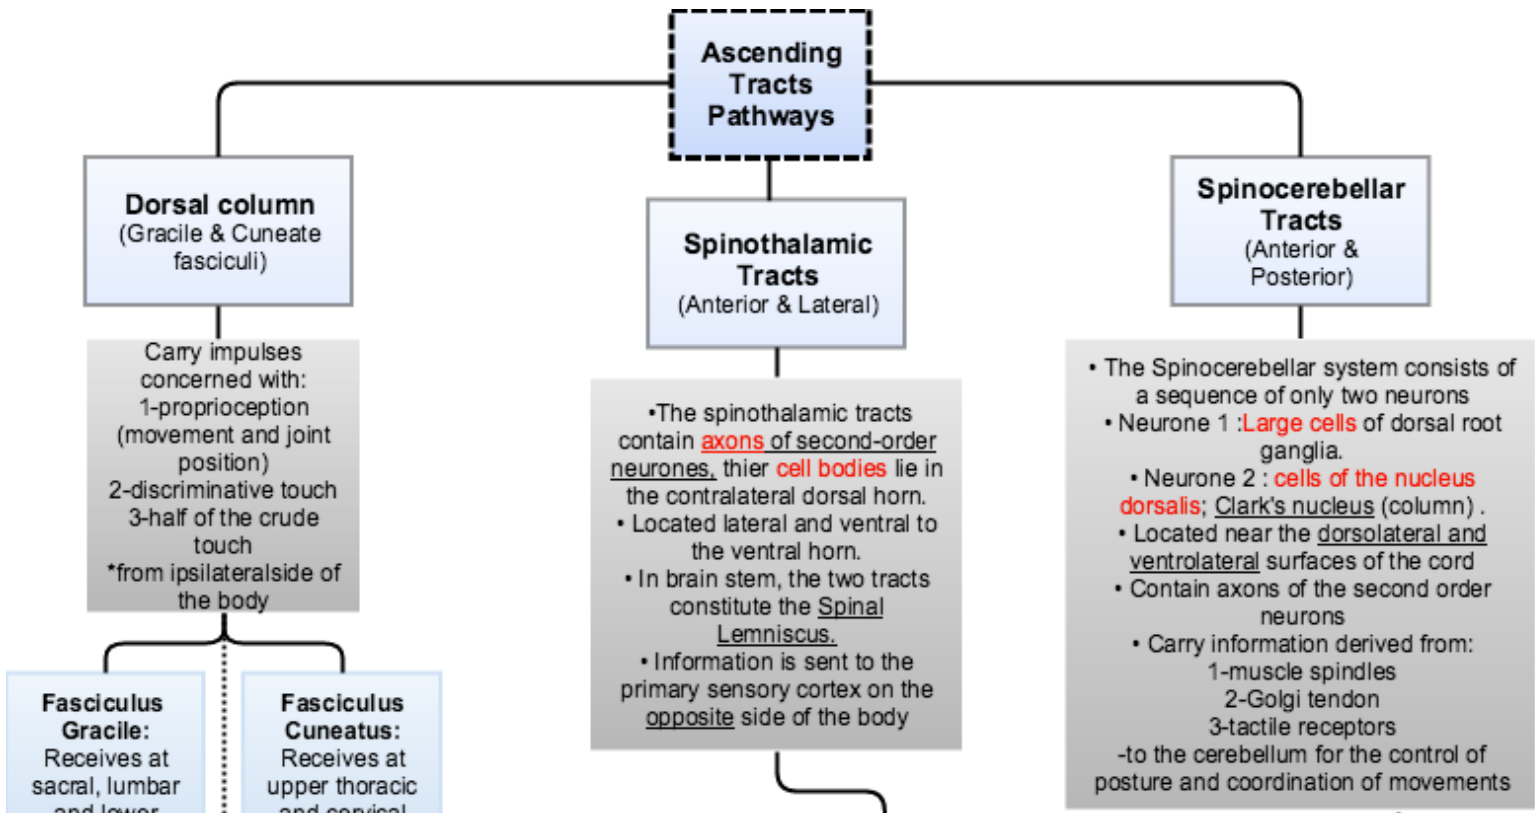 Ascending
Tracts
Pathways
Dorsal column
(Gracile & Cuneate
fasciculi)
Carry impulses
concerned with:
1-proprioception
(movement and joint
position)
2-discriminative touch
3-half of the crude
touch
*from ipsilateralside of
the body
Fasciculus
Gracile:
Receives at
sacral, lumbar
and lower
Fasciculus
Cuneatus:
Receives at
upper thoracic
and cervical
Spinothalamic
Tracts
(Anterior & Lateral)
•The spinothalamic tracts
contain axons of second-order
neurones, thier cell bodies lie in
the contralateral dorsal horn.
• Located lateral and ventral to
the ventral horn.
• In brain stem, the two tracts
constitute the Spinal
Lemniscus.
• Information is sent to the
primary sensory cortex on the
opposite side of the body
Spinocerebellar
Tracts
(Anterior &
Posterior)
• The Spinocerebellar system consists of
a sequence of only two neurons
• Neurone 1 :Large cells of dorsal root
ganglia.
• Neurone 2 : cells of the nucleus
dorsalis; Clark's nucleus (column) .
• Located near the dorsolateral and
ventrolateral surfaces of the cord
• Contain axons of the second order
neurons
• Carry information derived from:
1-muscle spindles
2-Golgi tendon
3-tactile receptors
-to the cerebellum for the control of
posture and coordination of movements